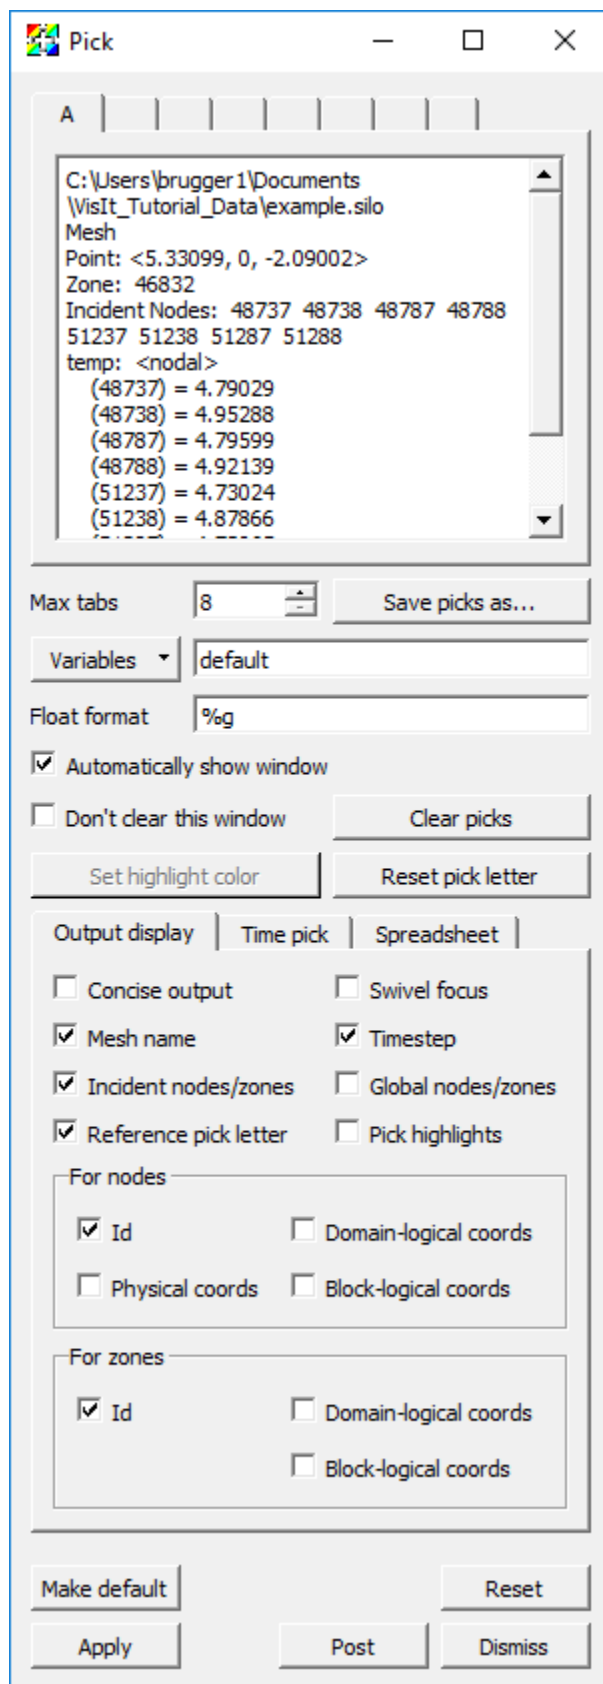 Pick
A
C:\Users\brugger1\Documents
\VisIt_Tutorial_Data\example.silo
Mesh
Point: <5.33099, 0, -2.09002>
Zone: 46832
Incident Nodes: 48737 48738 48787 48788
51237 51238 51287 51288
temp: <nodal>
(48737) = 4.79029
(48738) = 4.95288
(48787) = 4.79599
(48788) = 4.92139
(51237) = 4.73024
(51238) = 4.87866
Max tabs 8 Save picks as...
Variables default
Float format %g
Automatically show window
Don't clear this window Clear picks
Set highlight color Reset pick letter
Output display Time pick Spreadsheet
Concise output Swivel focus
Mesh name Timestep
Incident nodes/zones Global nodes/zones
Reference pick letter Pick highlights
For nodes
Id Domain-logical coords
Physical coords Block-logical coords
For zones
Id Domain-logical coords
Block-logical coords
Make default Reset
Apply Post Dismiss